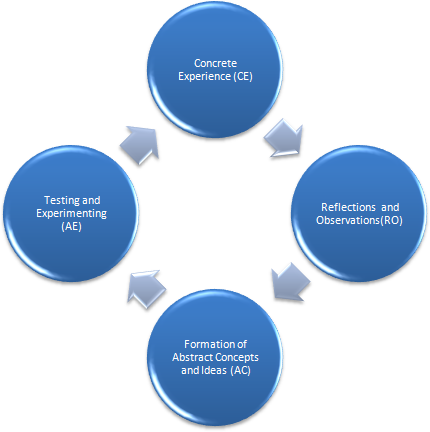 Concrete
Experience (CE)
Reflections and
Observations(RO)
Formation of
Abstract Concepts
and Ideas (AC)
Testing and
Experimenting
(AE)